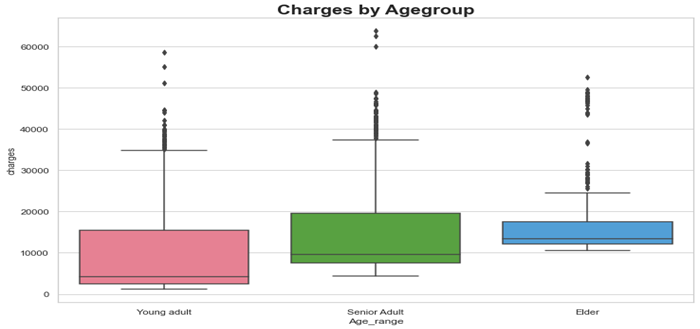 Charges by Agegroup
60000
50000
40000
30000
20000
10000
0
charges
Young adult
Senior Adult
Elder
Age_range